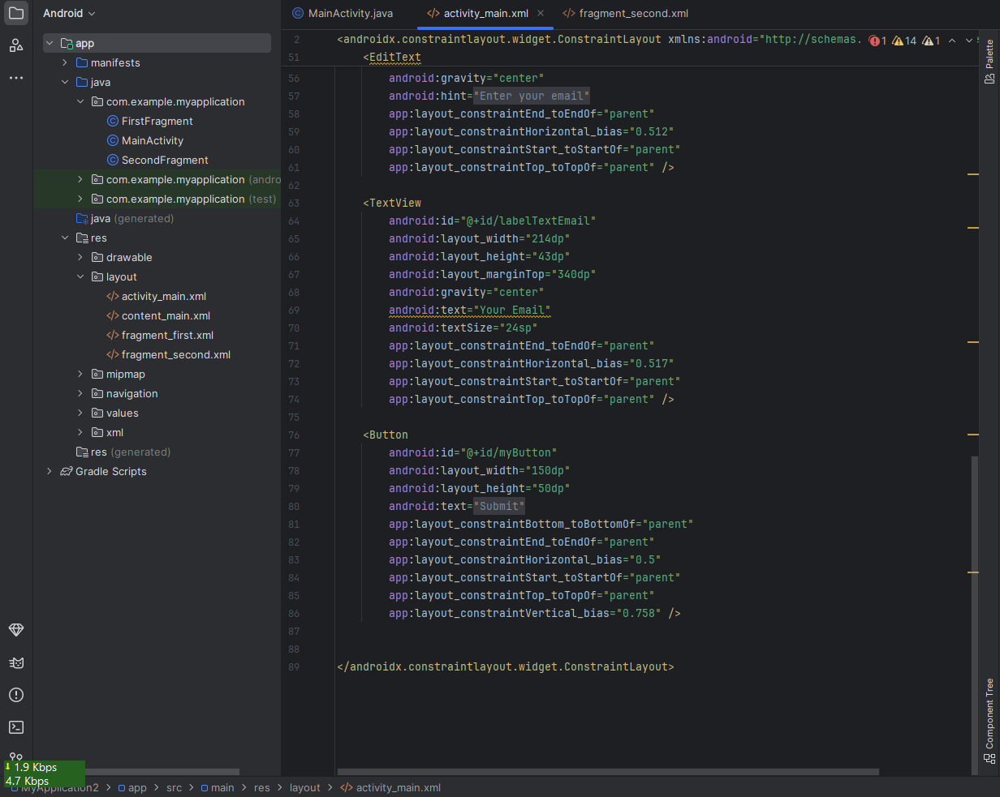 Android
MainActivity.java
activity_main.xml
fragment_second.xml
app
manifests
java
com.example.myapplication
FirstFragment
MainActivity
SecondFragment
com.example.myapplication (andro
com.example.myapplication (test)
java (generated)
res
drawable
layout
activity_main.xml
content_main.xml
fragment_first.xml
fragment_second.xml
mipmap
navigation
values
xml
res (generated)
Gradle Scripts
2 <androidx.constraintlayout.widget.ConstraintLayout xmlns:android="http://schemas. 1 14 1
51 <EditText
56 android:gravity="center"
57 android:hint="Enter your email"
58 app:layout_constraintEnd_toEndOf="parent"
59 app:layout_constraintHorizontal_bias="0.512"
60 app:layout_constraintStart_toStartOf="parent"
61 app:layout_constraintTop_toTopOf="parent" />
62
63 <TextView
64 android:id="@+id/labelTextEmail"
65 android:layout_width="214dp"
66 android:layout_height="43dp"
67 android:layout_marginTop="340dp"
68 android:gravity="center"
69 android:text="Your Email"
70 android:textSize="24sp"
71 app:layout_constraintEnd_toEndOf="parent"
72 app:layout_constraintHorizontal_bias="0.517"
73 app:layout_constraintStart_toStartOf="parent"
74 app:layout_constraintTop_toTopOf="parent" />
75
76 <Button
77 android:id="@+id/myButton"
78 android:layout_width="150dp"
79 android:layout_height="50dp"
80 android:text="Submit"
81 app:layout_constraintBottom_toBottomOf="parent"
82 app:layout_constraintEnd_toEndOf="parent"
83 app:layout_constraintHorizontal_bias="0.5"
84 app:layout_constraintStart_toStartOf="parent"
85 app:layout_constraintTop_toTopOf="parent"
86 app:layout_constraintVertical_bias="0.758" />
87
88
89 </androidx.constraintlayout.widget.ConstraintLayout>
Palette
Component Tree
1.9 Kbps
4.7 Kbps
MyApplication2 > app > src > main > res > layout > activity_main.xml